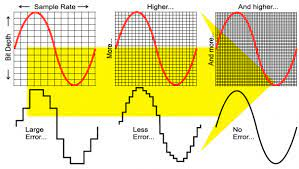 Sample Rate
Higher...
And higher...
Bit Depth
More...
And more...
Large
Error...
Less
Error...
No
Error...